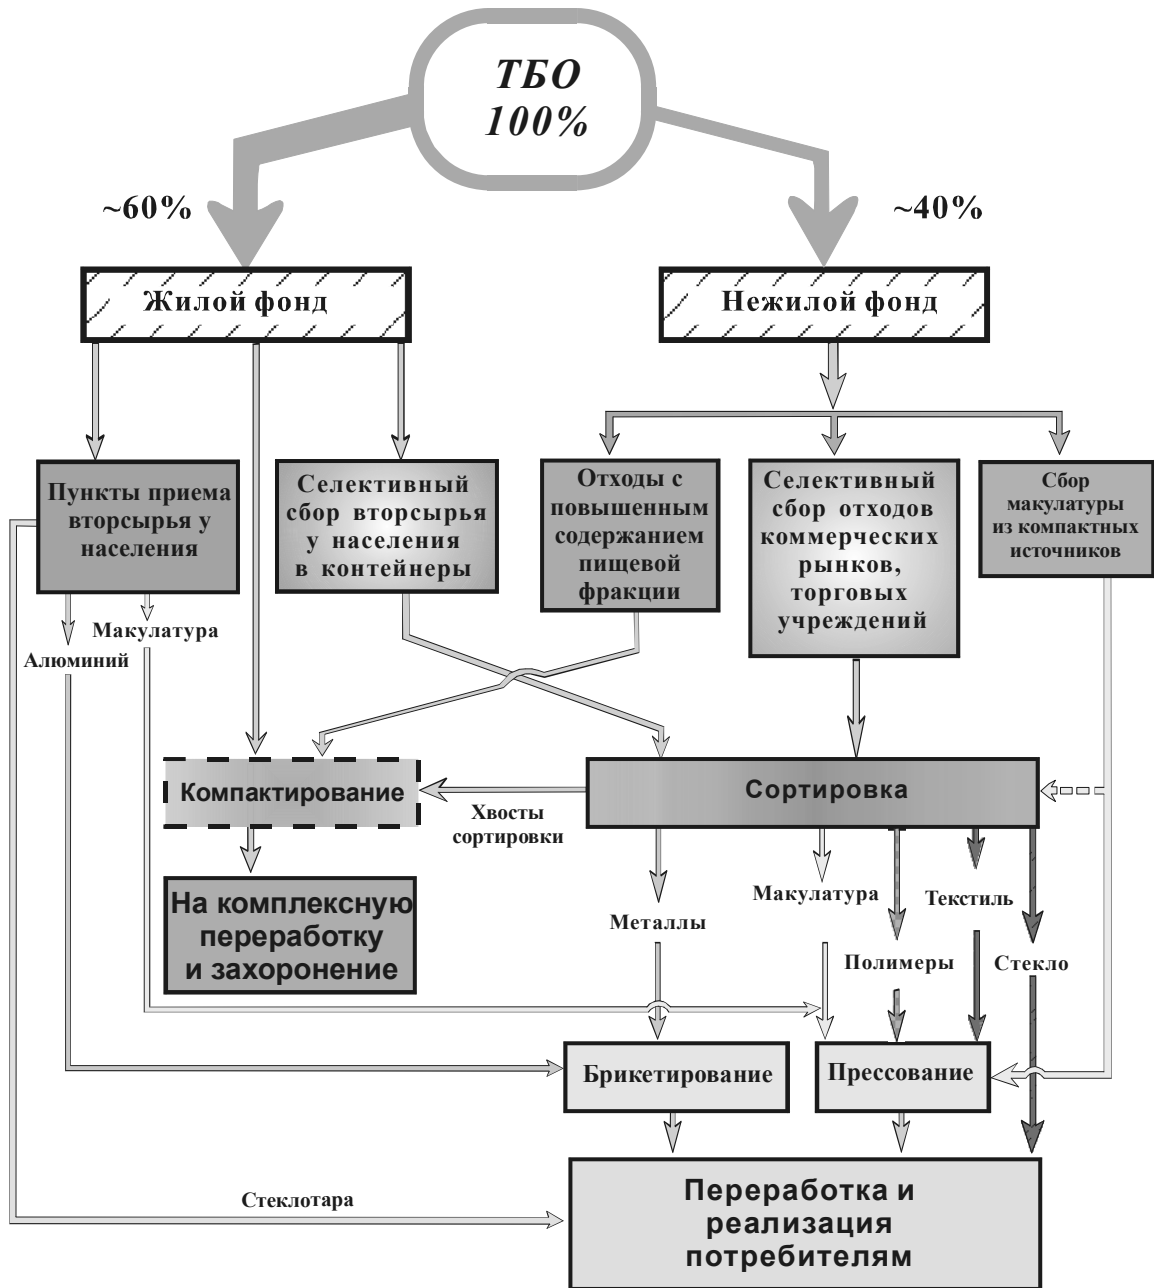 ТБО
100%
~60%
~40%
Жилой фонд
Нежилой фонд
Пункты приема
вторсырья у
населения
Селективный
сбор вторсырья
у населения
в контейнеры
Отходы с
повышенным
содержанием
пищевой
фракции
Селективный
сбор отходов
коммерческих
рынков,
торговых
учреждений
Сбор
макулатуры
из компактных
источников
Макулатура
Алюминий
Компактирование
Сортировка
Хвосты
сортировки
На комплексную
переработку
и захоронение
Металлы
Макулатура
Полимеры
Текстиль
Стекло
Брикетирование
Прессование
Стеклотара
Переработка и
реализация
потребителям